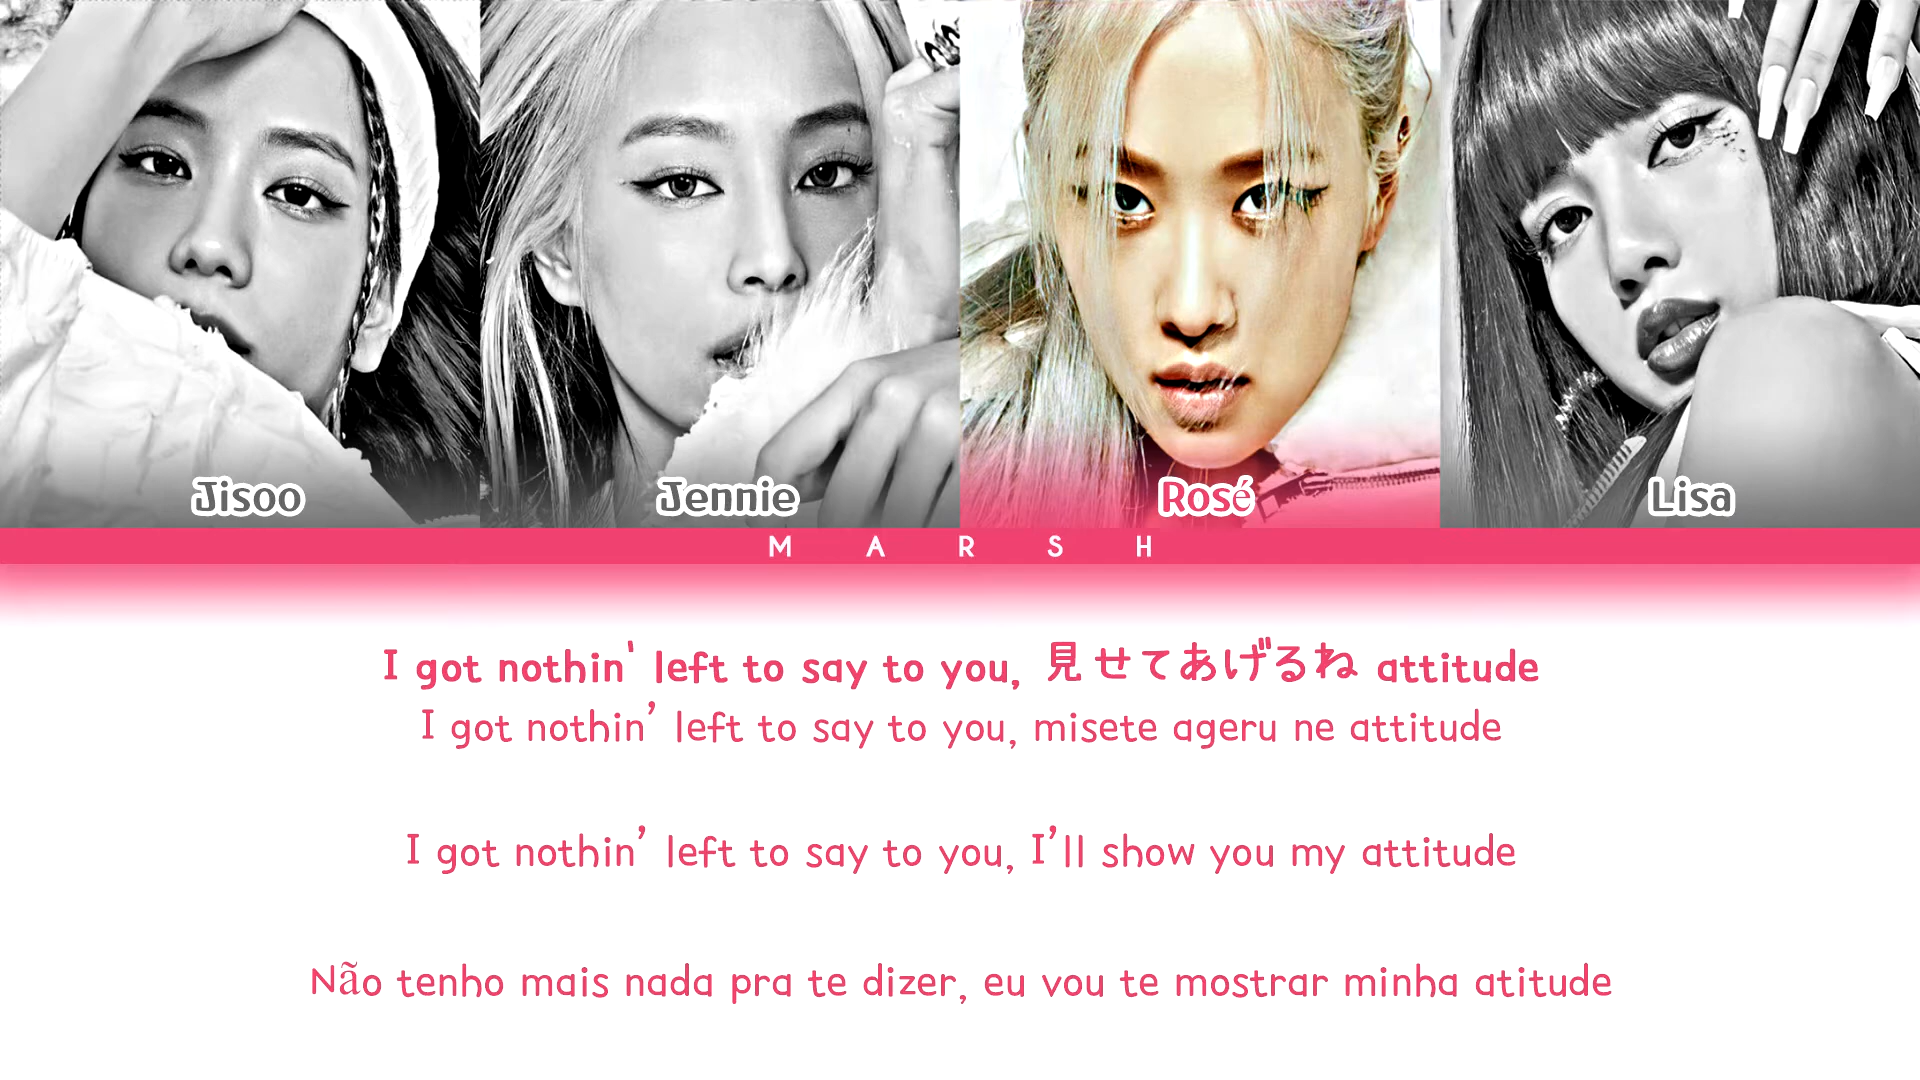 Jisoo Jennie Rosé Lisa
MARSH
I got nothin' left to say to you, 見せてあげるね attitude
I got nothin’ left to say to you, misete ageru ne attitude
I got nothin’ left to say to you, I’ll show you my attitude
Não tenho mais nada pra te dizer, eu vou te mostrar minha atitude